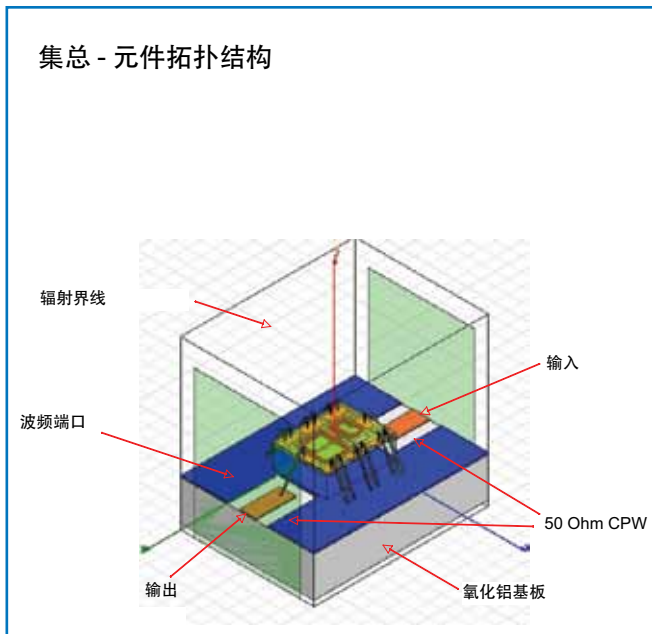 集总 - 元件拓扑结构
辐射界线
输入
波频端口
50 Ohm CPW
输出
氧化铝基板